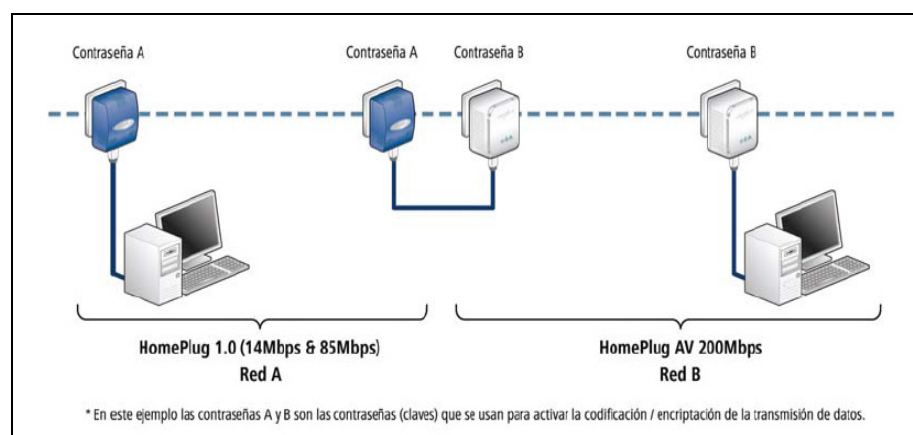 Contraseña A
Contraseña A
Contraseña B
Contraseña B
HomePlug 1.0 (14Mbps & 85Mbps)
Red A
HomePlug AV 200Mbps
Red B
* En este ejemplo las contraseñas A y B son las contraseñas (claves) que se usan para activar la codificación / encriptación de la transmisión de datos.